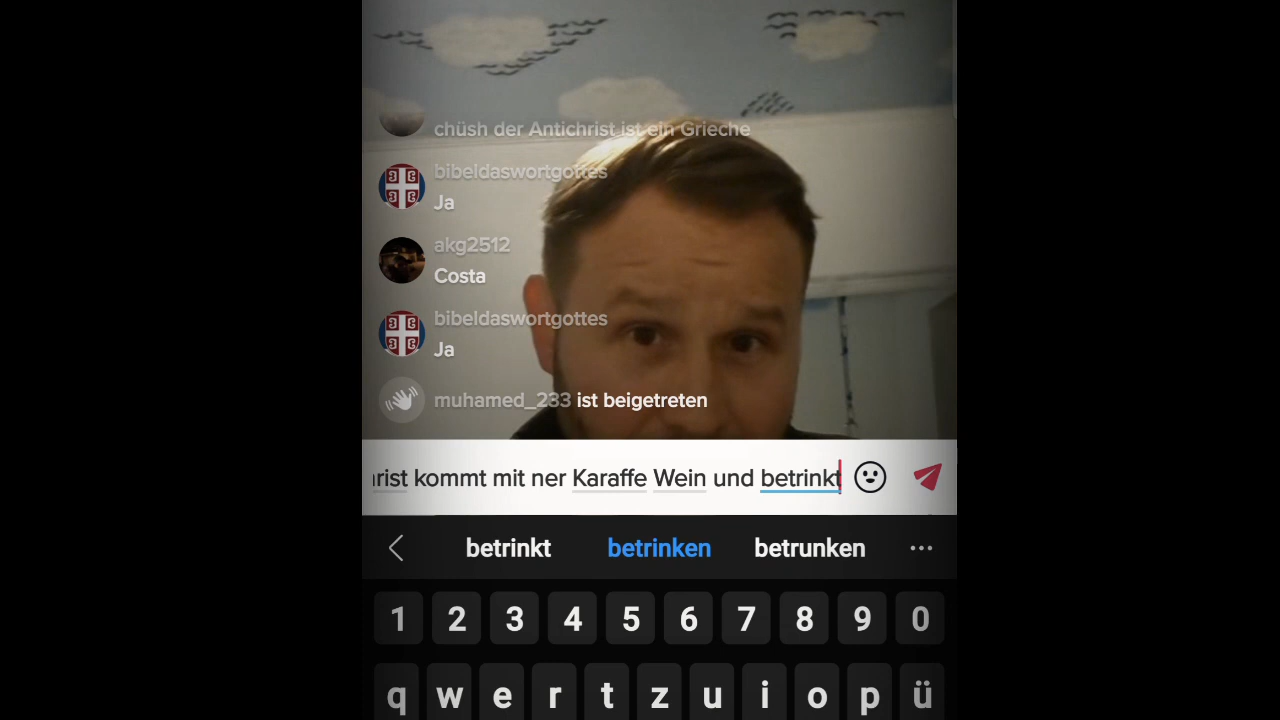 chüsh der Antichrist ist ein Grieche
bibeldaswortgottes
Ja
akg2512
Costa
bibeldaswortgottes
Ja
muhamed_233 ist beigetreten
rist kommt mit ner Karaffe Wein und betrinkt
betrinkt betrinken betrunken
1 2 3 4 5 6 7 8 9 0
q w e r t z u i o p ü